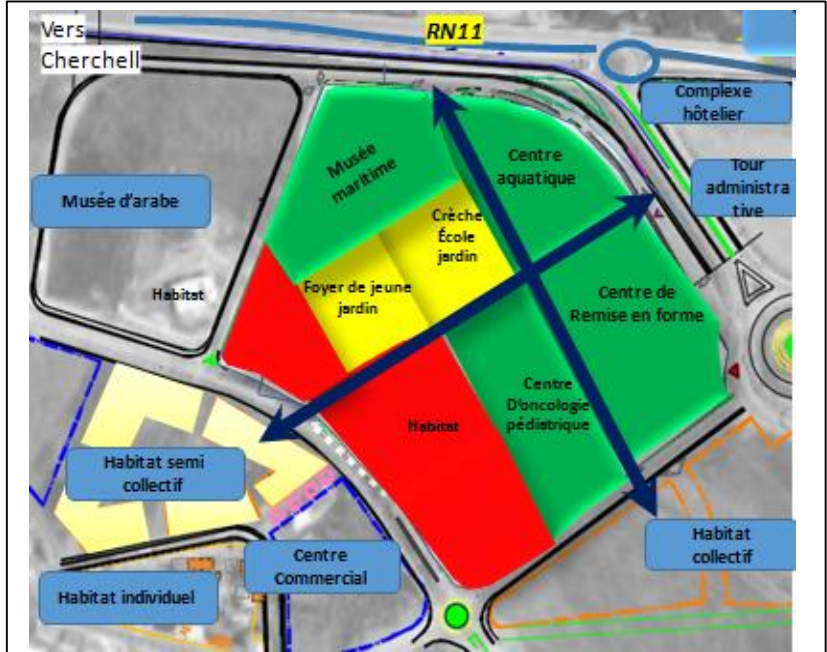 Vers
Cherchell
RN11
Complexe
hôtelier
Musée
maritime
Centre
aquatique
Tour
administra
tive
Musée d'arabe
Crèche
École
jardin
Habitat
Foyer de jeune
jardin
Centre de
Remise en forme
Centre
D'oncologie
pédiatrique
Habitat
Habitat semi
collectif
Habitat
collectif
Centre
Commercial
Habitat individuel